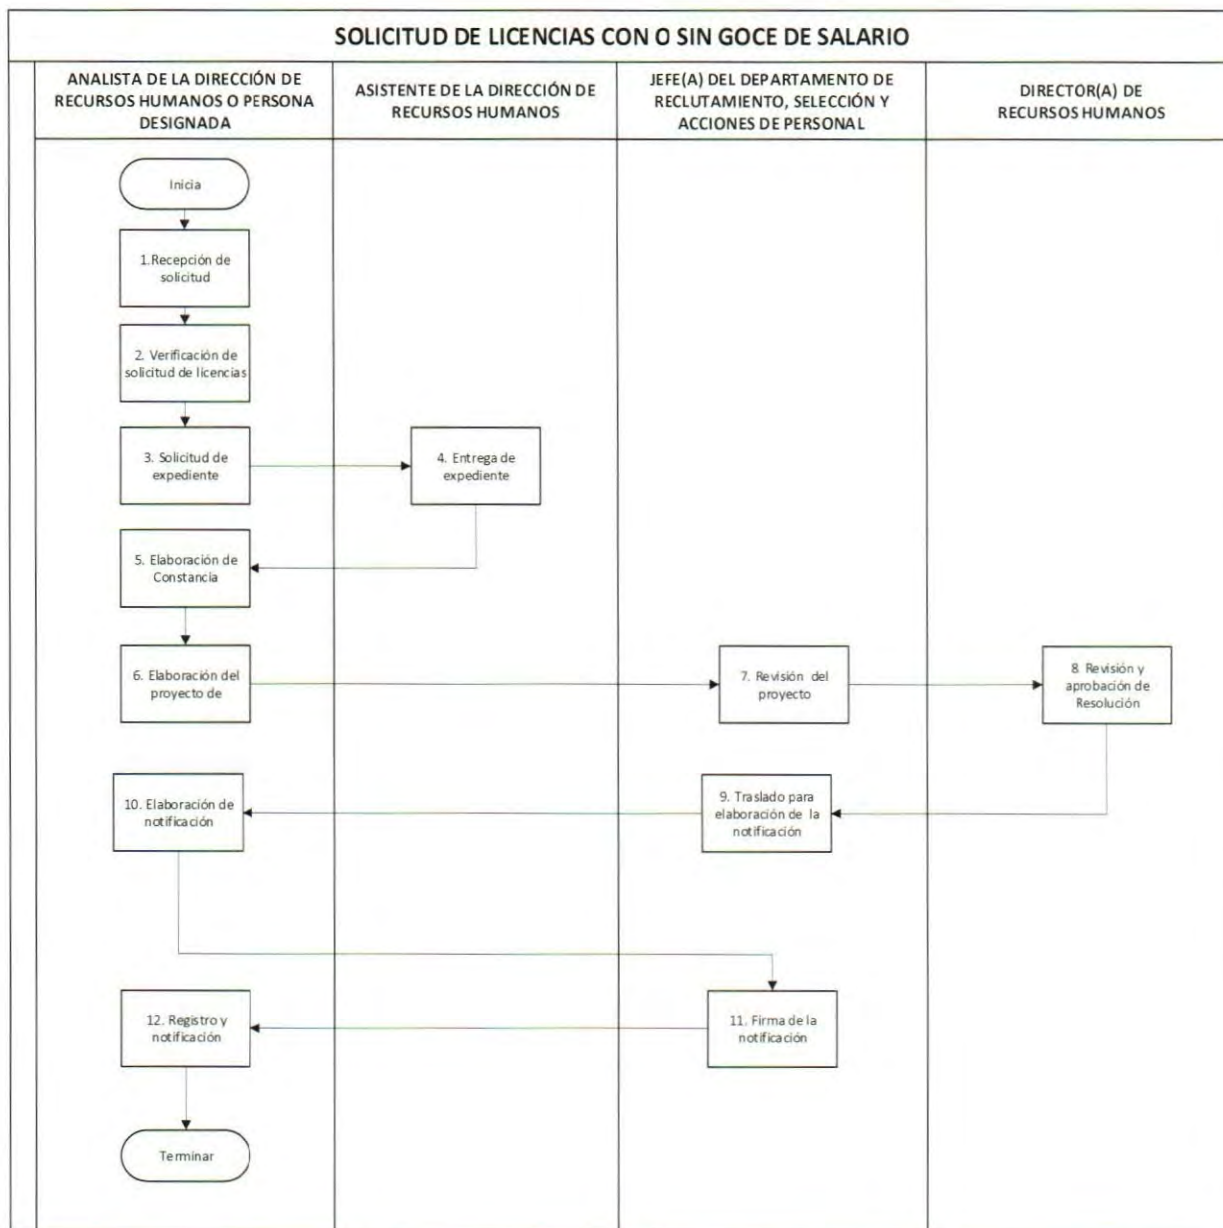 SOLICITUD DE LICENCIAS CON O SIN GOCE DE SALARIO
ANALISTA DE LA DIRECCIÓN DE
RECURSOS HUMANOS O PERSONA
DESIGNADA
ASISTENTE DE LA DIRECCIÓN DE
RECURSOS HUMANOS
JEFE(A) DEL DEPARTAMENTO DE
RECLUTAMIENTO, SELECCIÓN Y
ACCIONES DE PERSONAL
DIRECTOR(A) DE
RECURSOS HUMANOS
Inicia
1.Recepción de
solicitud
2. Verificación de
solicitud de licencias
3. Solicitud de
expediente
4. Entrega de
expediente
5. Elaboración de
Constancia
6. Elaboración del
proyecto de
7. Revisión del
proyecto
8. Revisión y
aprobación de
Resolución
9. Traslado para
elaboración de la
notificación
10. Elaboración de
notificación
11. Firma de la
notificación
12. Registro y
notificación
Terminar